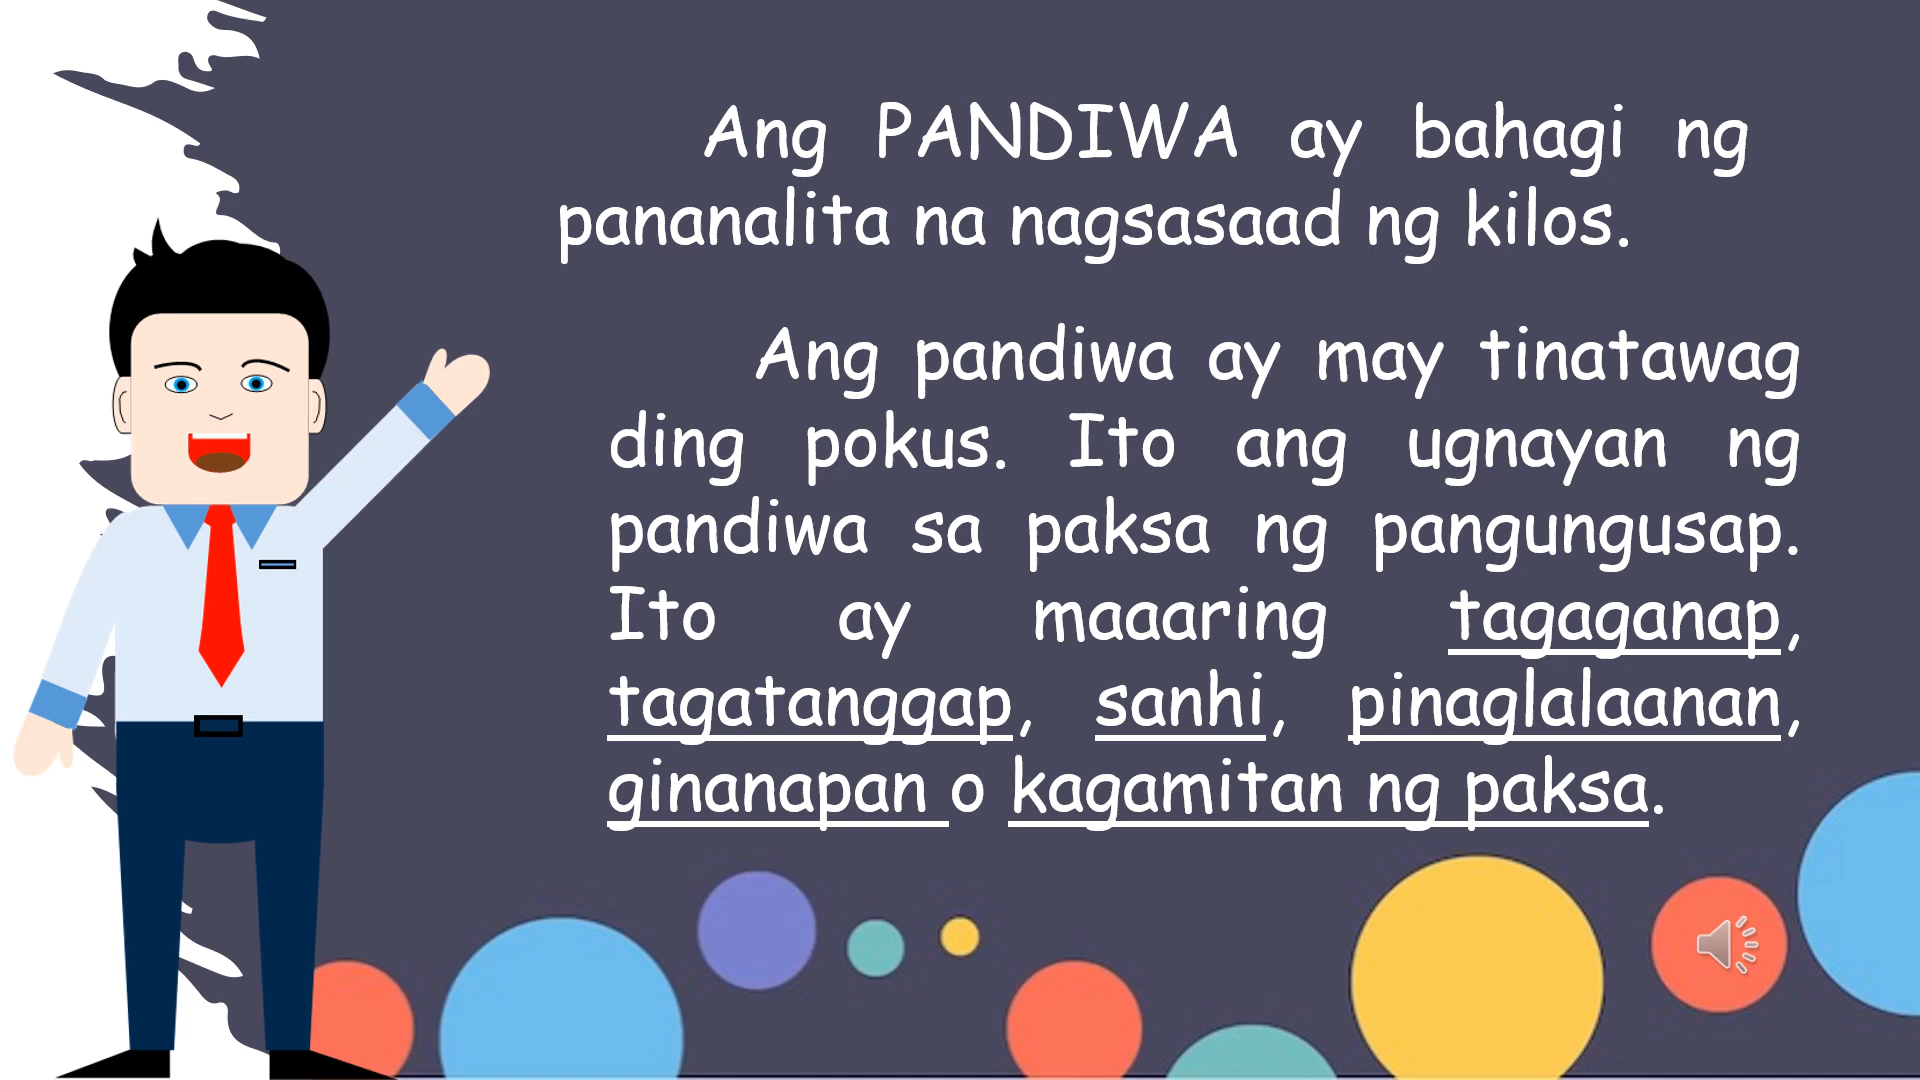 Ang PANDIWA ay bahagi ng
pananalita na nagsasaad ng kilos.
Ang pandiwa ay may tinatawag
ding pokus. Ito ang ugnayan ng
pandiwa sa paksa ng pangungusap.
Ito ay maaaring tagaganap,
tagatanggap, sanhi, pinaglalaanan,
ginanapan o kagamitan ng paksa.